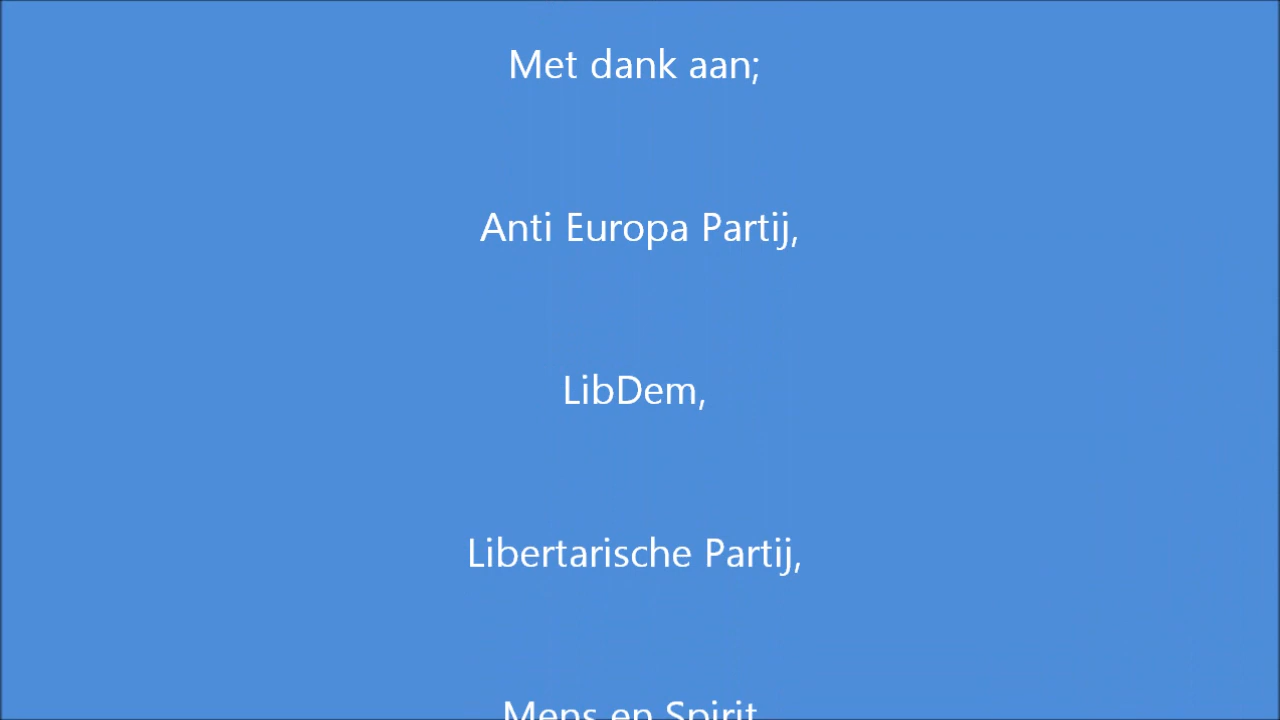 Met dank aan;
Anti Europa Partij,
LibDem,
Libertarische Partij,
Mens en Spirit